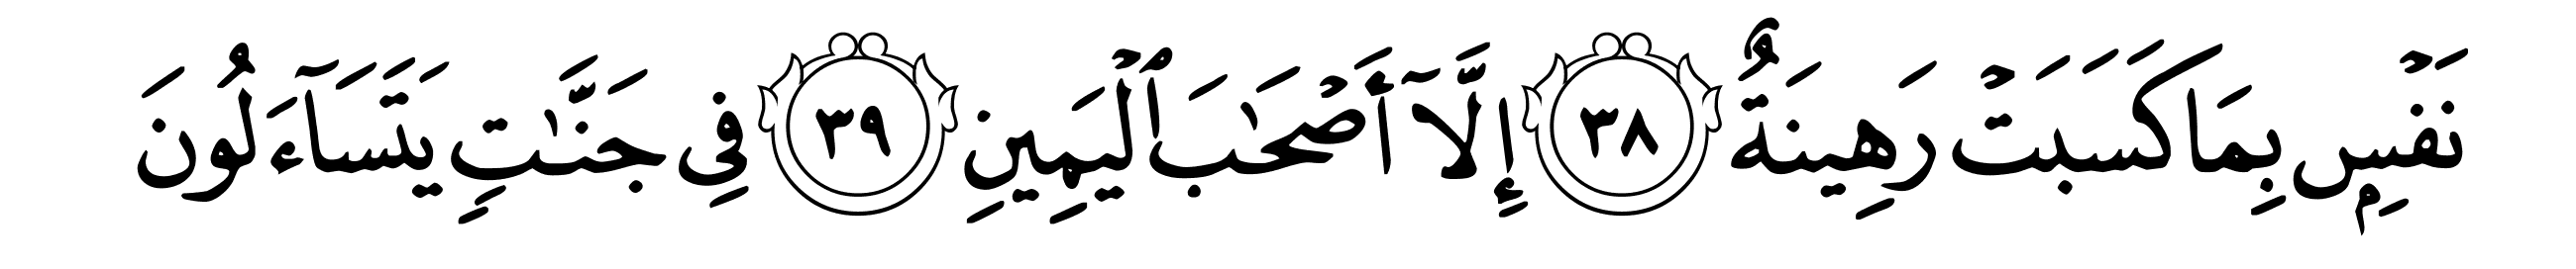 نَفْسِۭ بِمَا كَسَبَتْ رَهِينَةٌ ٣٨ إِلَّآ أَصْحَٰبَ ٱلْيَمِينِ ٣٩ فِى جَنَّٰتٍ يَتَسَآءَلُونَ